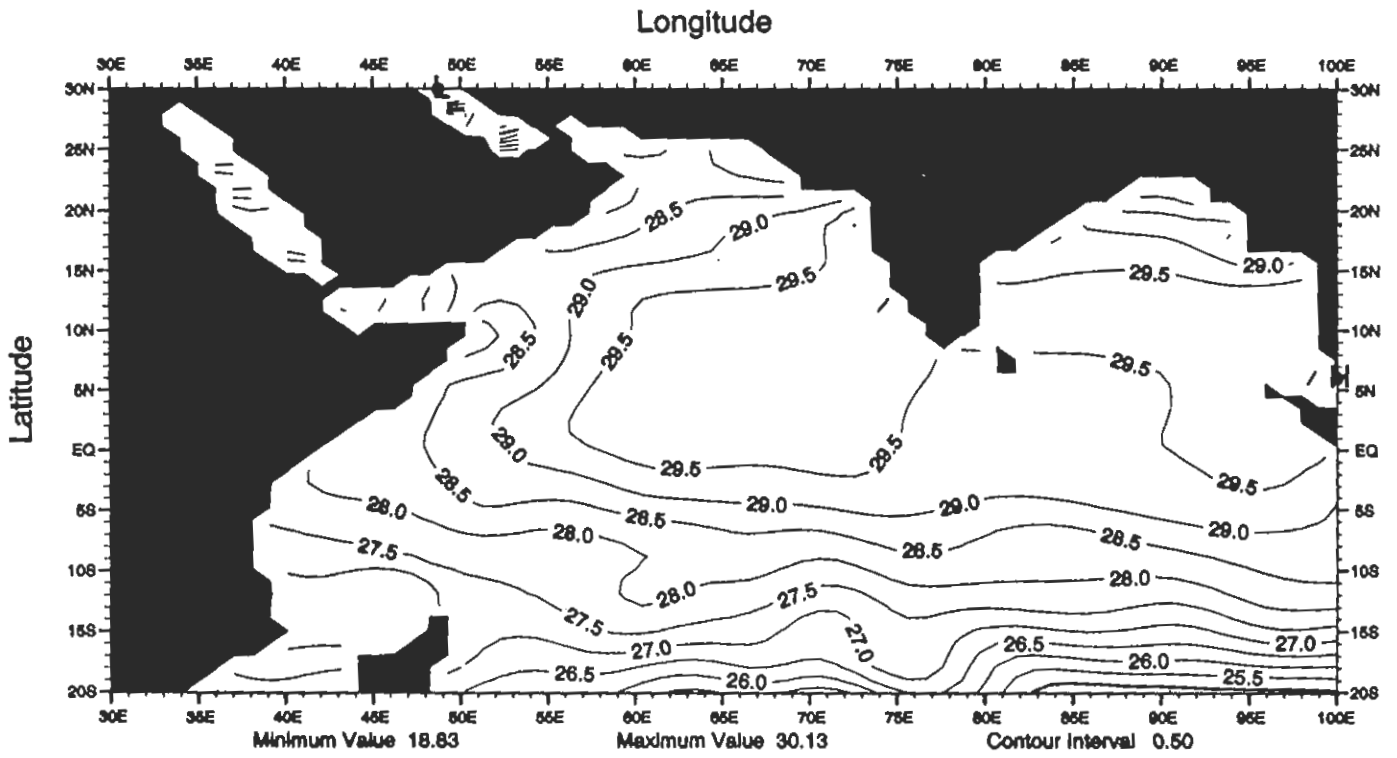 Longitude
30E 35E 40E 45E 50E 55E 60E 65E 70E 75E 80E 85E 90E 95E 100E
30N 30N
25N 25N
20N 28.5 29.0 20N
15N 29.0 29.5 29.5 29.0 15N
10N 28.5 29.5 29.5 10N
Latitude
5N 5N
EQ 29.0 29.5 29.5 EQ
28.5 29.5
5S 28.0 28.5 29.0 29.0 29.0 5S
27.5 28.0 28.5 28.5
10S 28.0 27.5 28.0 10S
15S 27.5 27.0 27.0 26.5 27.0 15S
26.5 26.0 26.0 25.5
20S 20S
30E 35E 40E 45E 50E 55E 60E 65E 70E 75E 80E 85E 90E 95E 100E
Minimum Value 18.83 Maximum Value 30.13 Contour Interval 0.50